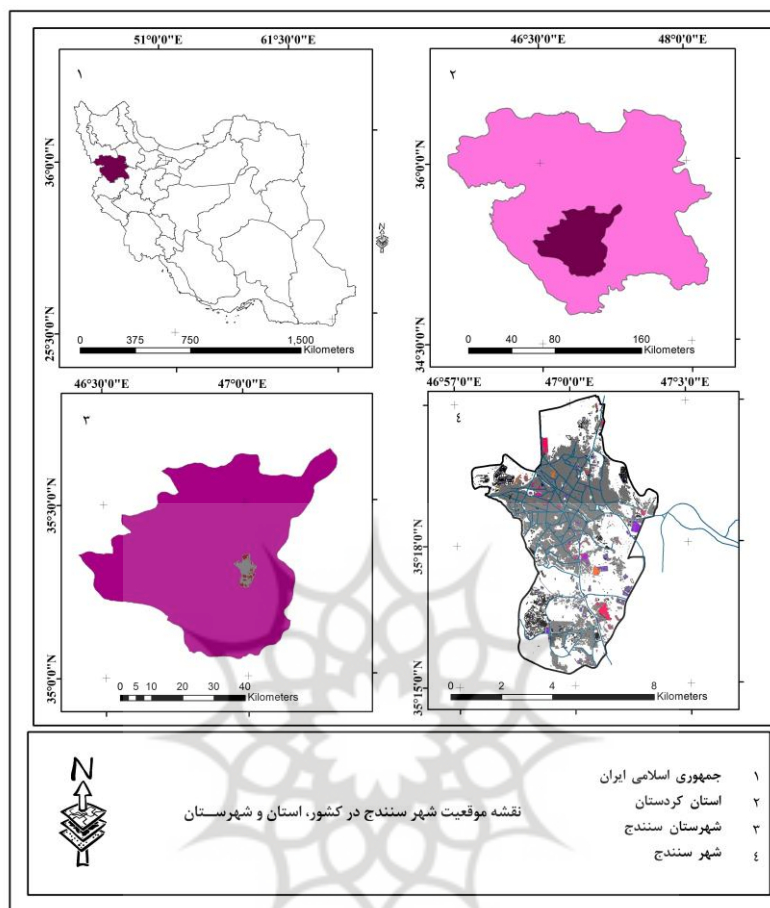 51°0'0"E 61°30'0"E
۱
36°0'0"N
25°30'0"N
N
0 375 750 1,500
Kilometers
46°30'0"E 48°0'0"E
۲
36°0'0"N
34°30'0"N
0 40 80 160
Kilometers
46°30'0"E 47°0'0"E
۳
35°30'0"N
35°0'0"N
0 5 10 20 30 40
Kilometers
46°57'0"E 47°0'0"E 47°3'0"E
۴
35°18'0"N
35°15'0"N
0 2 4 8
Kilometers
۱ جمهوری اسلامی ایران
۲ استان کردستان
۳ شهرستان سنندج
۴ شهر سنندج
نقشه موقعیت شهر سنندج در کشور، استان و شهرستان
N